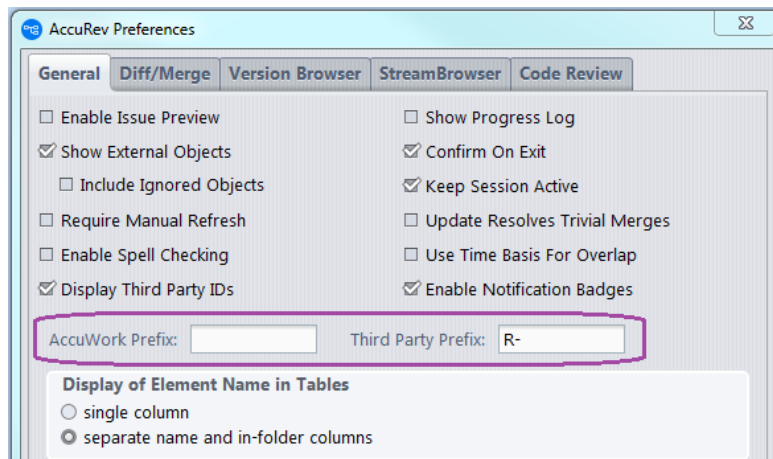 AccuRev Preferences
General Diff/Merge Version Browser StreamBrowser Code Review
Enable Issue Preview Show Progress Log
Show External Objects Confirm On Exit
Include Ignored Objects Keep Session Active
Require Manual Refresh Update Resolves Trivial Merges
Enable Spell Checking Use Time Basis For Overlap
Display Third Party IDs Enable Notification Badges
AccuWork Prefix: Third Party Prefix: R-
Display of Element Name in Tables
single column
separate name and in-folder columns